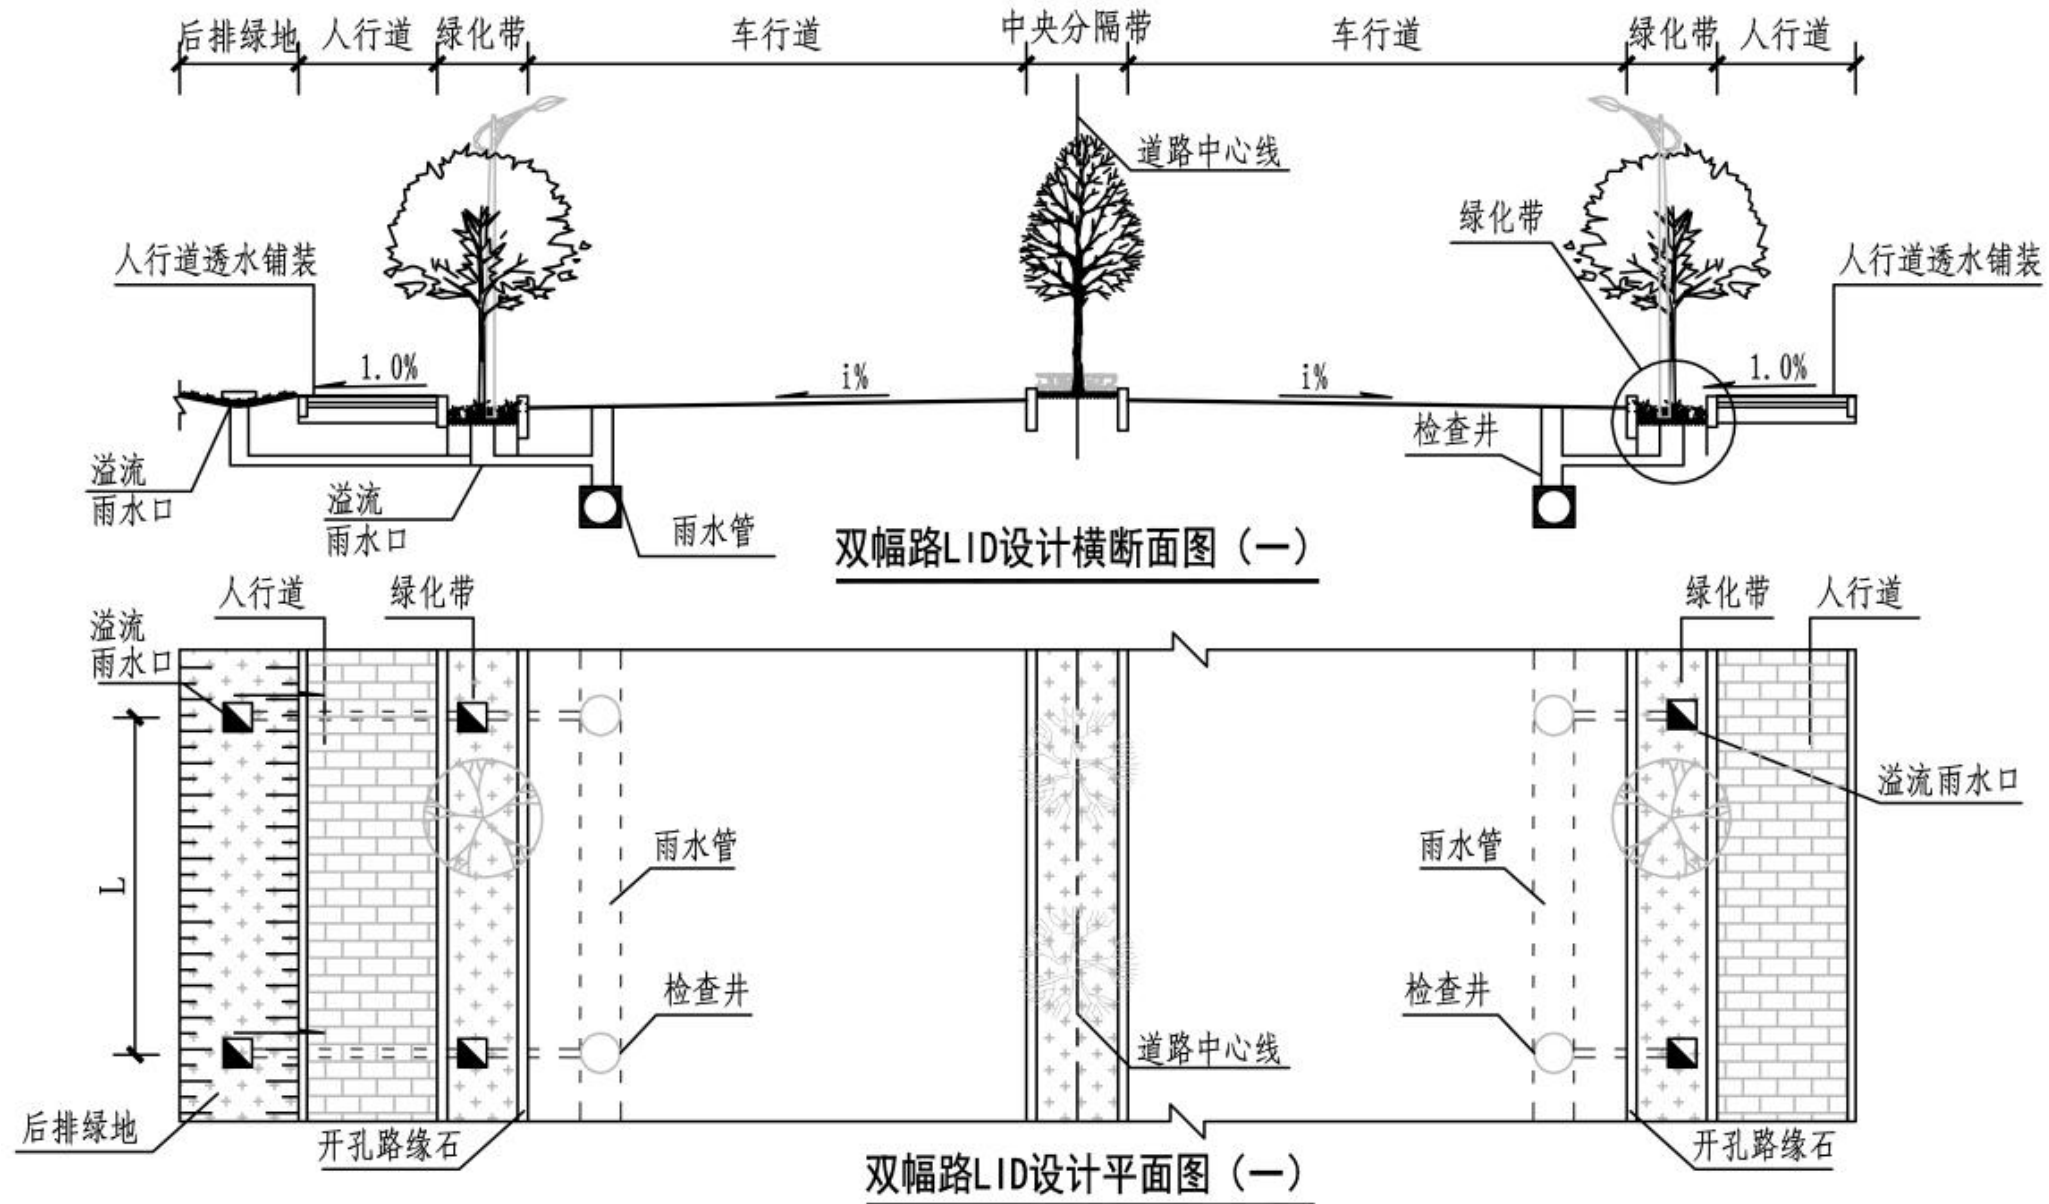 后排绿地
人行道
绿化带
车行道
中央分隔带
车行道
绿化带
人行道
道路中心线
绿化带
人行道透水铺装
人行道透水铺装
1.0%
i%
i%
1.0%
检查井
溢流
雨水口
溢流
雨水口
雨水管
双幅路LID设计横断面图（一）
人行道
绿化带
绿化带
人行道
溢流
雨水口
溢流雨水口
雨水管
雨水管
L
检查井
检查井
道路中心线
后排绿地
开孔路缘石
开孔路缘石
双幅路LID设计平面图（一）